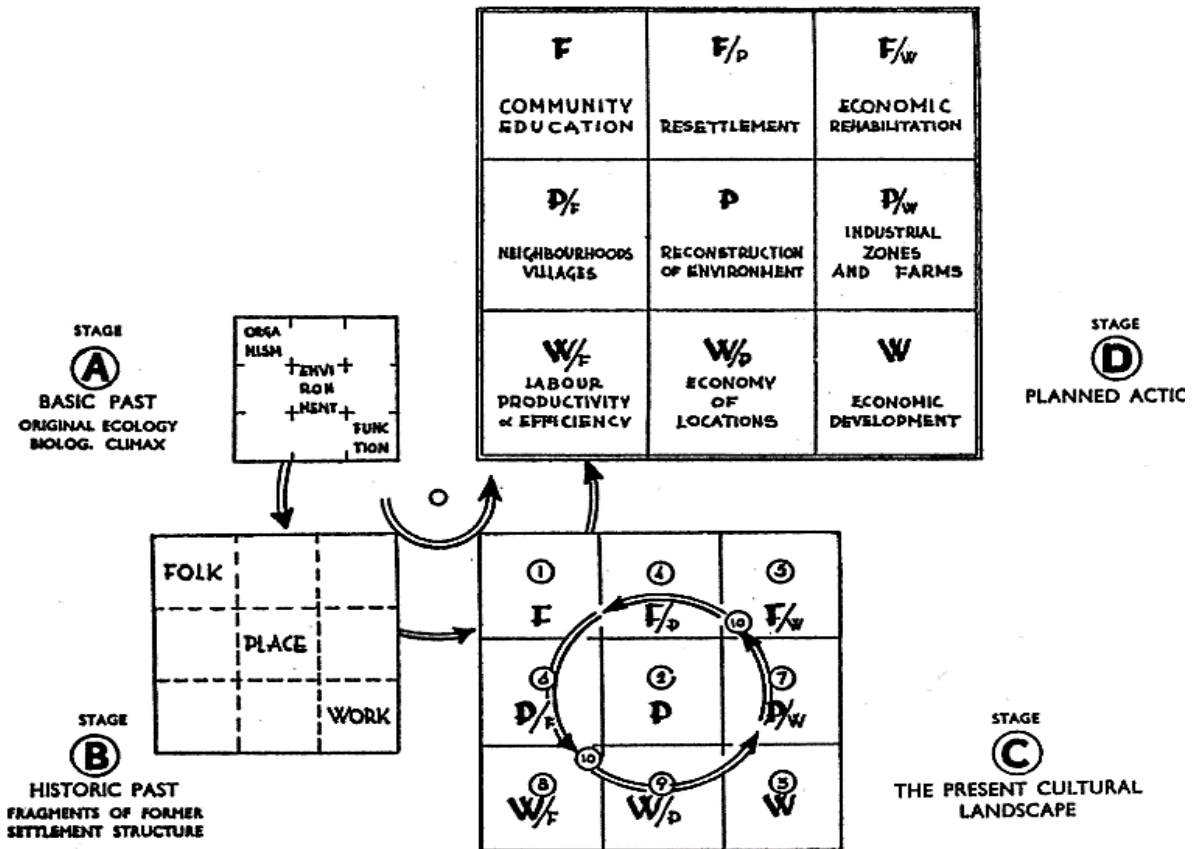 F
F/P
F/W
COMMUNITY
EDUCATION
RESETTLEMENT
ECONOMIC
REHABILITATION
P/F
P
P/W
NEIGHBOURHOODS
VILLAGES
RECONSTRUCTION
OF ENVIRONMENT
INDUSTRIAL
ZONES
AND FARMS
W/F
W/P
W
LABOUR
PRODUCTIVITY
& EFFICIENCY
ECONOMY
OF
LOCATIONS
ECONOMIC
DEVELOPMENT
STAGE
A
BASIC PAST
ORIGINAL ECOLOGY
BIOLOG. CLIMAX
ORGA
NISM
ENVI
RON
MENT
FUNC
TION
STAGE
D
PLANNED ACTIO
O
FOLK
PLACE
WORK
STAGE
B
HISTORIC PAST
FRAGMENTS OF FORMER
SETTLEMENT STRUCTURE
1
4
5
F
F/P
F/W
10
6
2
7
P/F
P
P/W
10
8
9
3
W/F
W/P
W
STAGE
C
THE PRESENT CULTURAL
LANDSCAPE